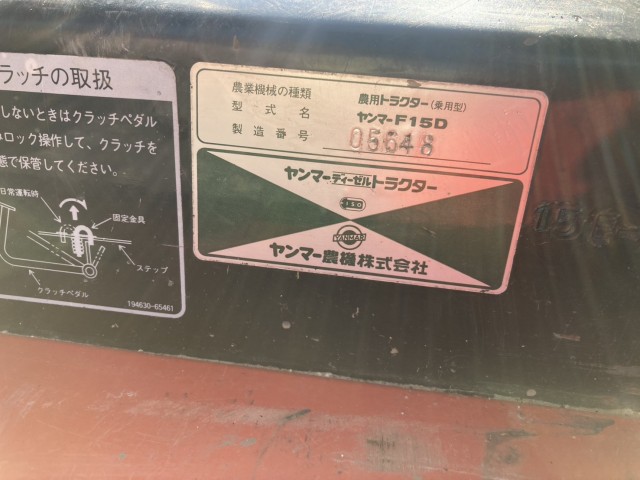 ラッチの取扱
しないときはクラッチペダル
ロック操作して、クラッチを
態で保管してください。
日常運転時
固定金具
ステップ
クラッチペダル
194630-65461
農業機械の種類 農用トラクター(乗用型)
型式名 ヤンマーF15D
製造番号 05648
ヤンマーディーゼルトラクター
YANMAR
ヤンマー農機株式会社